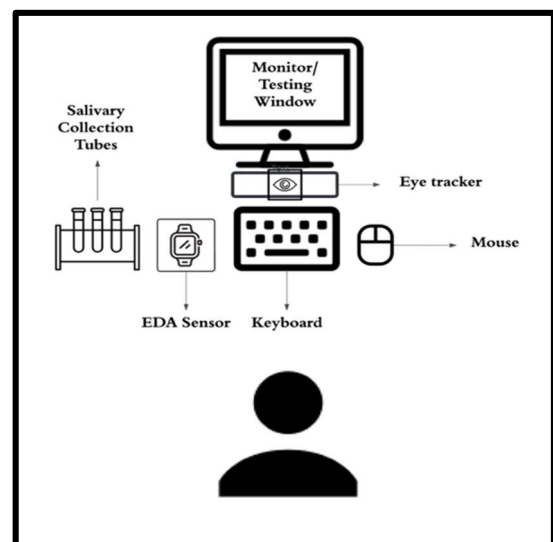 Monitor/
Testing
Window
Salivary
Collection
Tubes
Eye tracker
Mouse
EDA Sensor
Keyboard